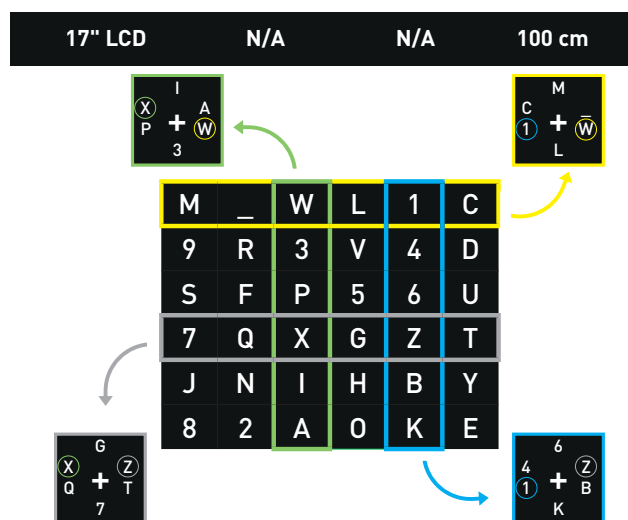 17" LCD N/A N/A 100 cm
I
X A
P + W
3
M
C _
1 + W
L
M _ W L 1 C
9 R 3 V 4 D
S F P 5 6 U
7 Q X G Z T
J N I H B Y
8 2 A O K E
G
X Z
Q + T
7
6
4 Z
1 + B
K